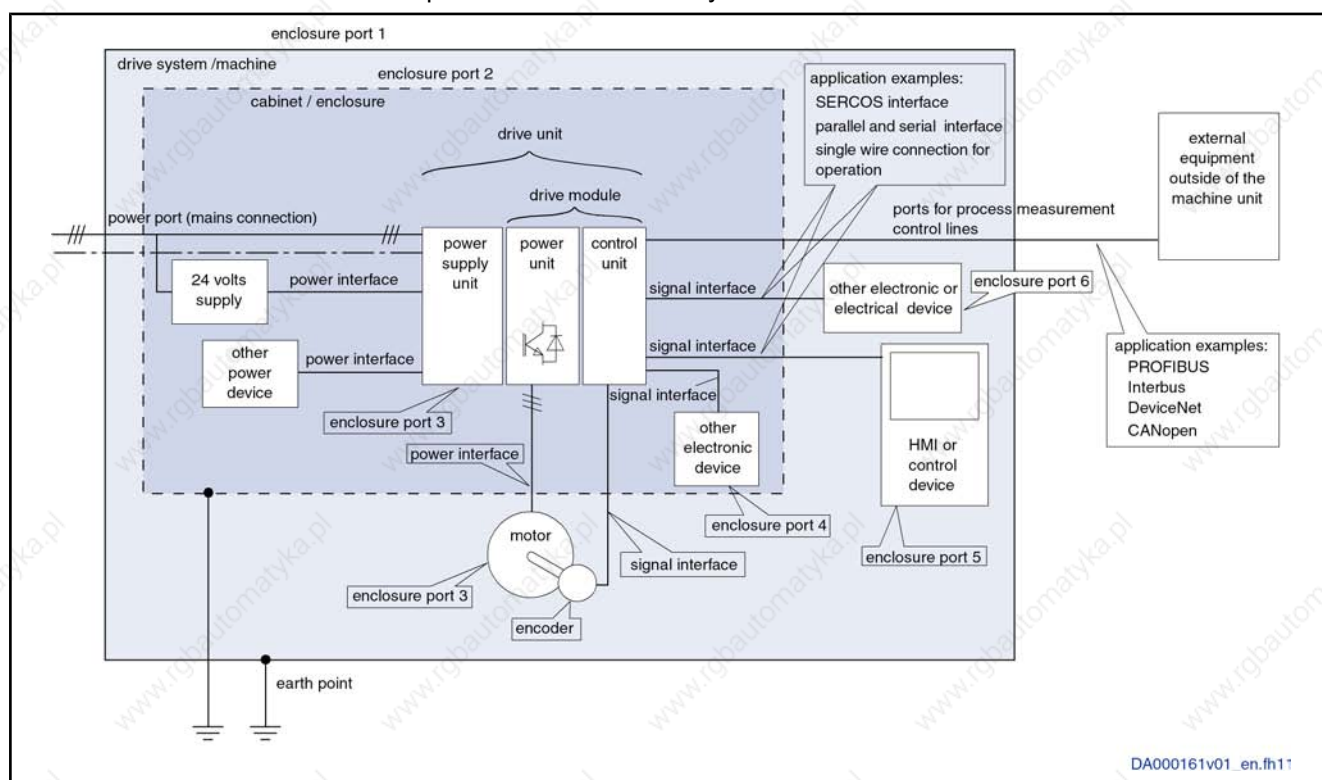 enclosure port 1
drive system /machine
enclosure port 2
cabinet / enclosure
drive unit
drive module
application examples:
SERCOS interface
parallel and serial interface
single wire connection for
operation
external
equipment
outside of the
machine unit
power port (mains connection)
ports for process measurement
control lines
power
supply
unit
power
unit
control
unit
24 volts
supply
power interface
signal interface
other electronic or
electrical device
enclosure port 6
other
power
device
power interface
signal interface
signal interface
application examples:
PROFIBUS
Interbus
DeviceNet
CANopen
enclosure port 3
other
electronic
device
HMI or
control
device
power interface
enclosure port 4
motor
signal interface
enclosure port 5
enclosure port 3
encoder
earth point
DA000161v01_en.fh11
www.rgbautomatyka.pl